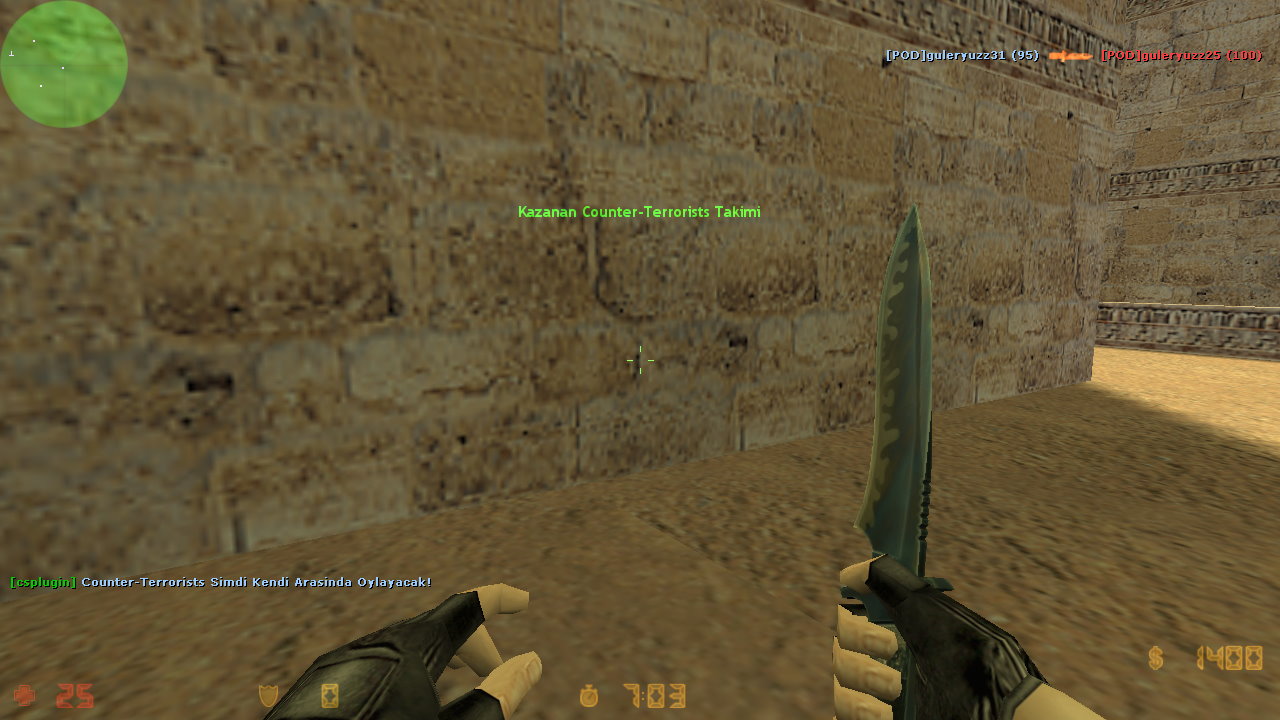 [POD]guleryuzz31 (95) [POD]guleryuzz25 (100)
Kazanan Counter-Terrorists Takimi
[csplugin] Counter-Terrorists Simdi Kendi Arasinda Oylayacak!
25 0 7:03 $ 1400